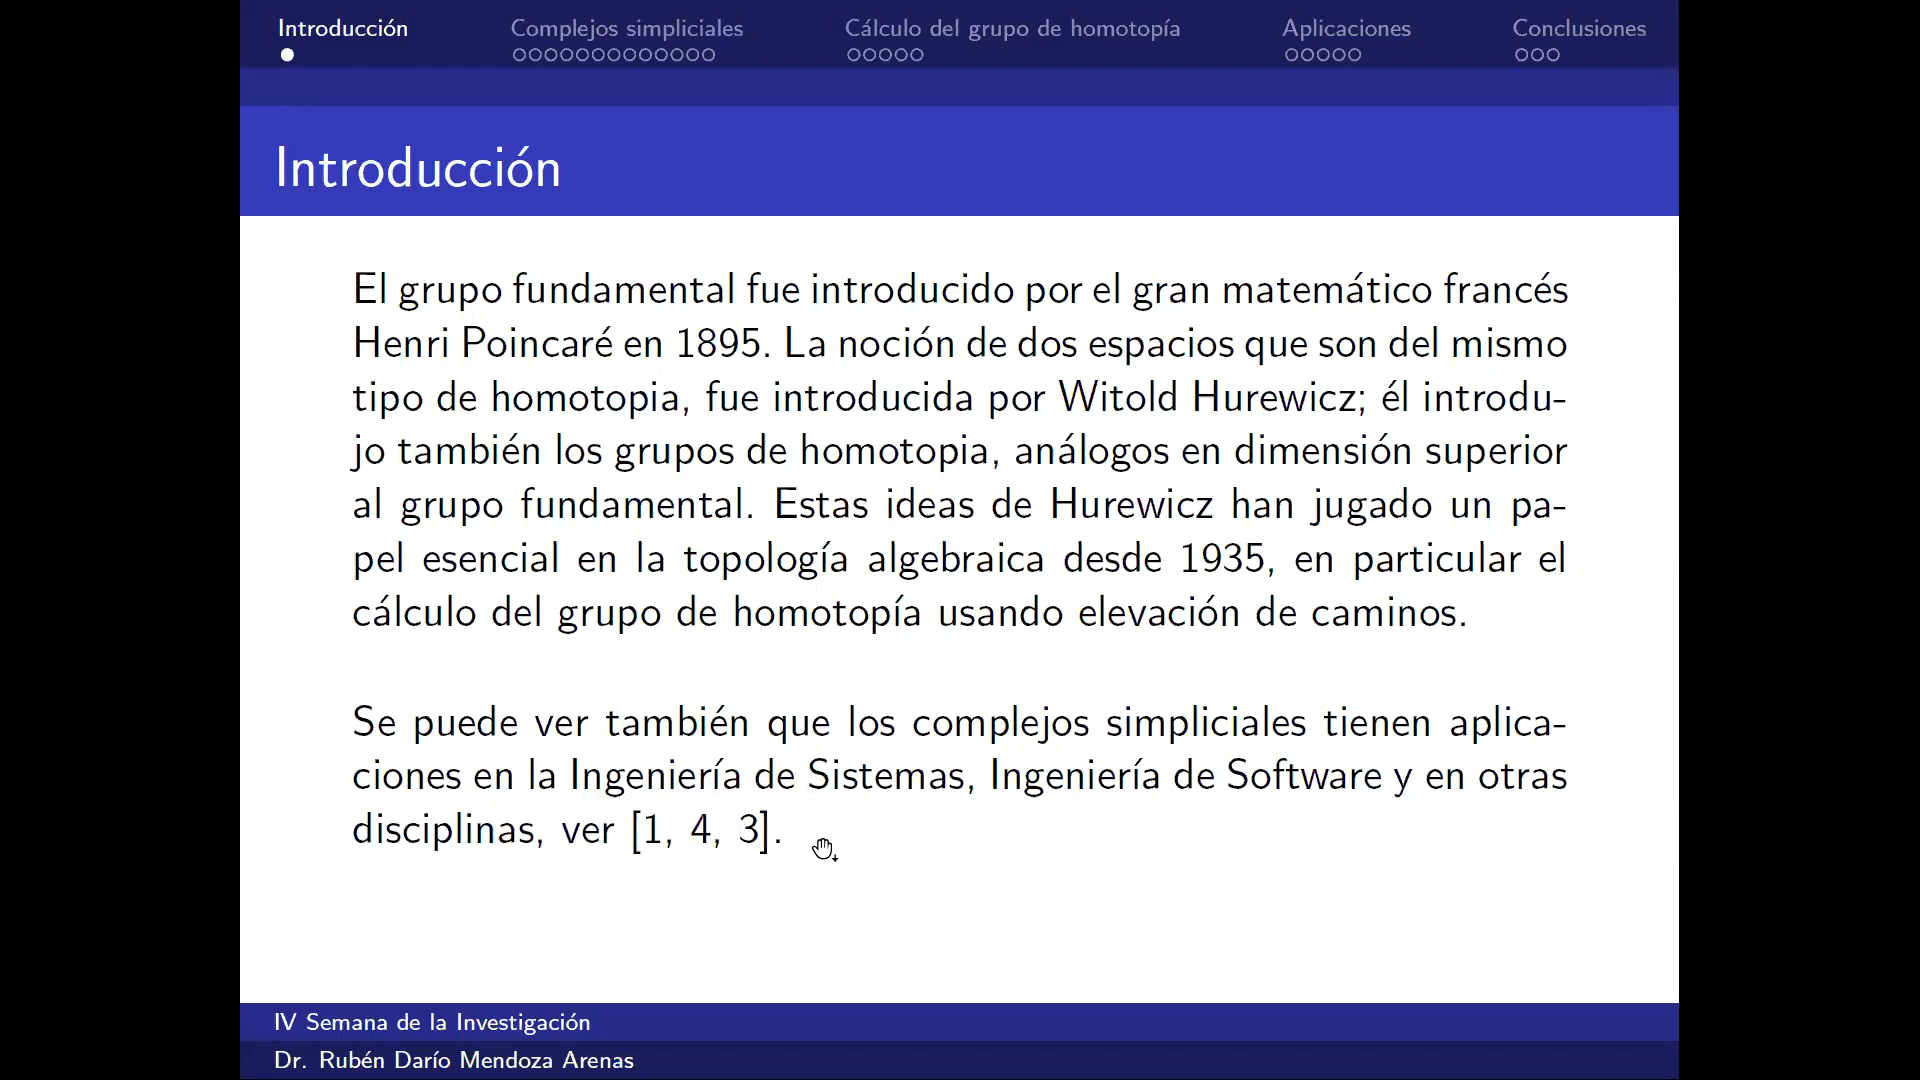 Introducción
Complejos simpliciales
Cálculo del grupo de homotopía
Aplicaciones
Conclusiones
Introducción
El grupo fundamental fue introducido por el gran matemático francés
Henri Poincaré en 1895. La noción de dos espacios que son del mismo
tipo de homotopia, fue introducida por Witold Hurewicz; él introdu-
jo también los grupos de homotopia, análogos en dimensión superior
al grupo fundamental. Estas ideas de Hurewicz han jugado un pa-
pel esencial en la topología algebraica desde 1935, en particular el
cálculo del grupo de homotopía usando elevación de caminos.
Se puede ver también que los complejos simpliciales tienen aplica-
ciones en la Ingeniería de Sistemas, Ingeniería de Software y en otras
disciplinas, ver [1, 4, 3].
IV Semana de la Investigación
Dr. Rubén Darío Mendoza Arenas